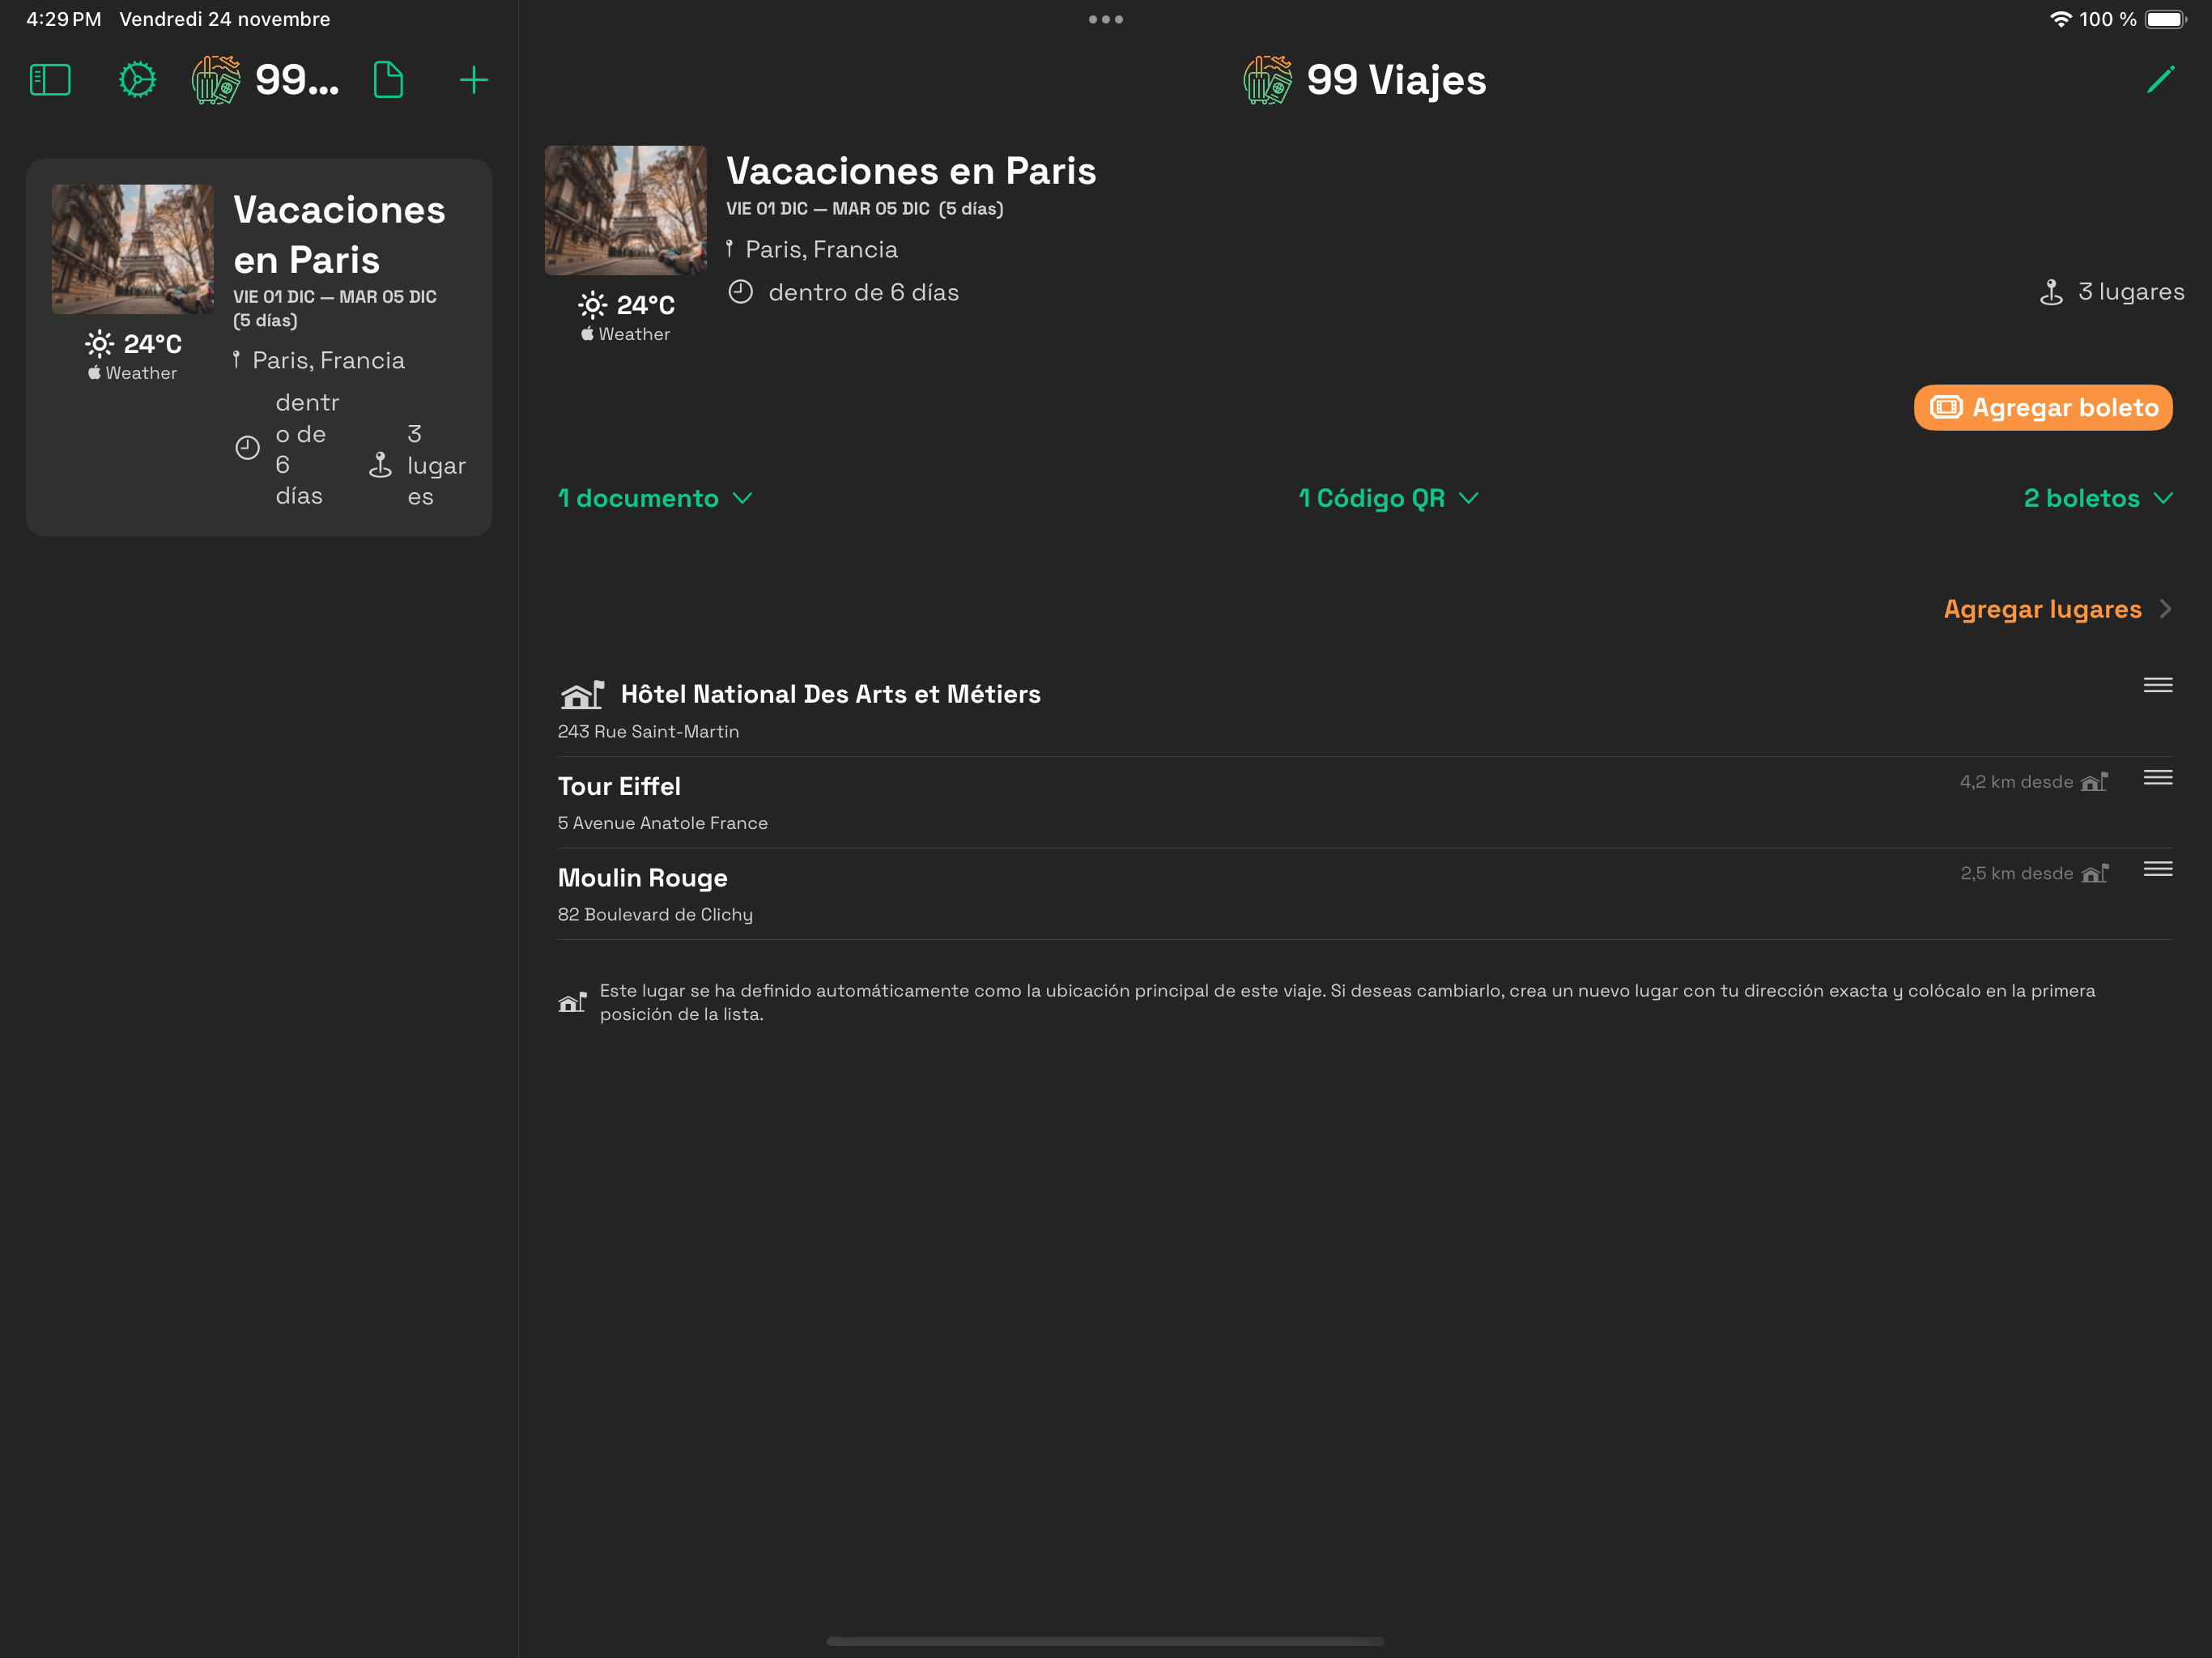 4:29 PM Vendredi 24 novembre
100 %
99...
Vacaciones
en Paris
VIE 01 DIC — MAR 05 DIC
(5 días)
24°C
Weather
Paris, Francia
dentr
o de
6
días
3
lugar
es
99 Viajes
Vacaciones en Paris
VIE 01 DIC — MAR 05 DIC (5 días)
Paris, Francia
dentro de 6 días
3 lugares
24°C
Weather
Agregar boleto
1 documento
1 Código QR
2 boletos
Agregar lugares
Hôtel National Des Arts et Métiers
243 Rue Saint-Martin
Tour Eiffel
4,2 km desde
5 Avenue Anatole France
Moulin Rouge
2,5 km desde
82 Boulevard de Clichy
Este lugar se ha definido automáticamente como la ubicación principal de este viaje. Si deseas cambiarlo, crea un nuevo lugar con tu dirección exacta y colócalo en la primera
posición de la lista.